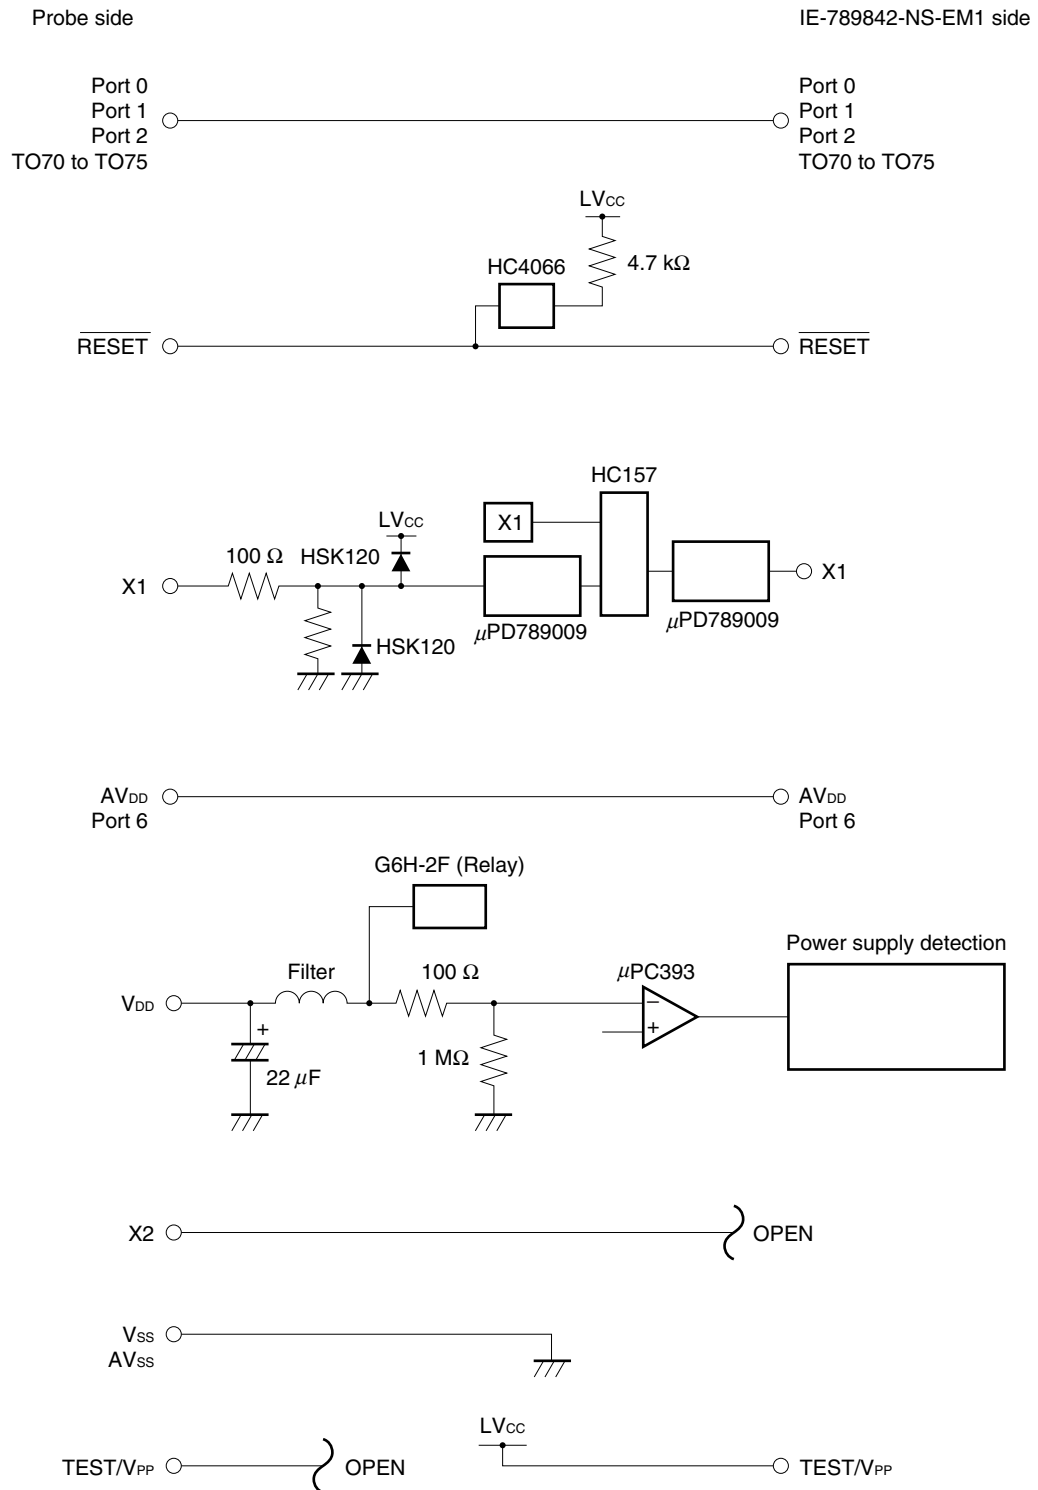 Probe side
IE-789842-NS-EM1 side
Port 0
Port 1
Port 2
TO70 to TO75
Port 0
Port 1
Port 2
TO70 to TO75
LVCC
4.7 kΩ
HC4066
RESET
RESET
HC157
LVCC
X1
100 Ω
HSK120
X1
X1
μPD789009
μPD789009
HSK120
AVDD
Port 6
AVDD
Port 6
G6H-2F (Relay)
Power supply detection
Filter
100 Ω
μPC393
VDD
−
+
+
1 MΩ
22 μF
X2
OPEN
VSS
AVSS
LVCC
TEST/VPP
OPEN
TEST/VPP